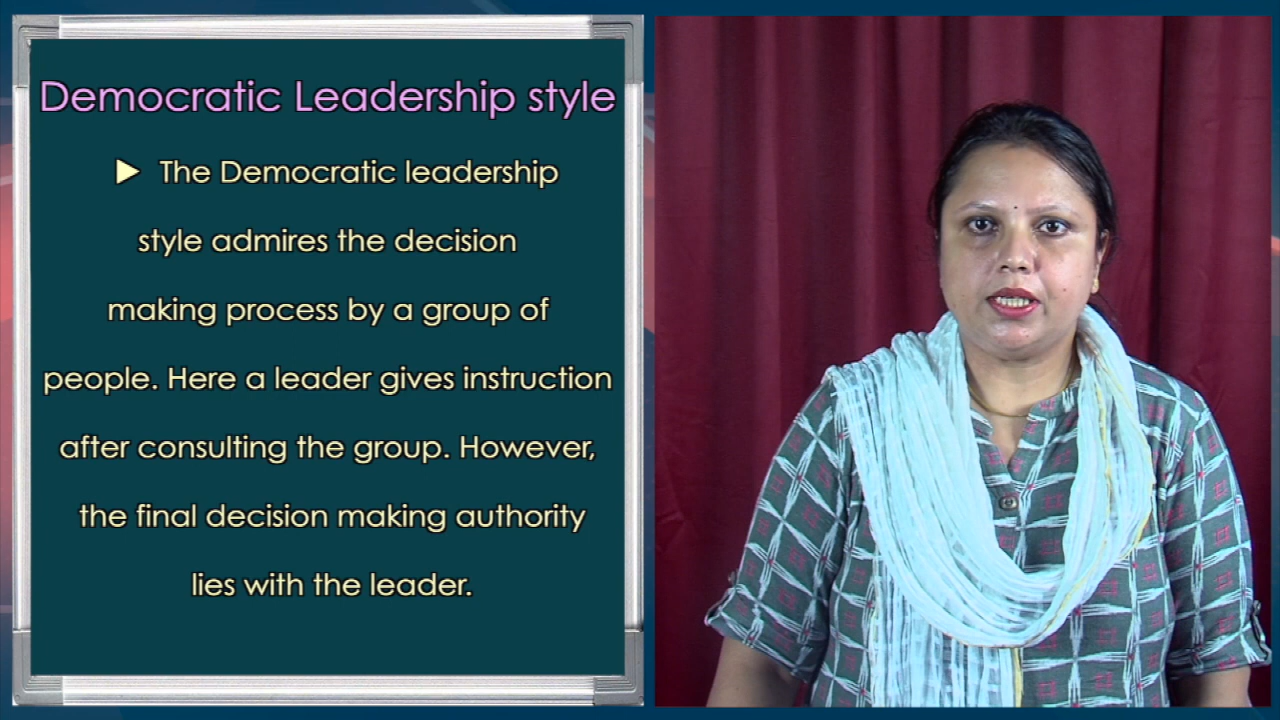 Democratic Leadership style
► The Democratic leadership
style admires the decision
making process by a group of
people. Here a leader gives instruction
after consulting the group. However,
the final decision making authority
lies with the leader.